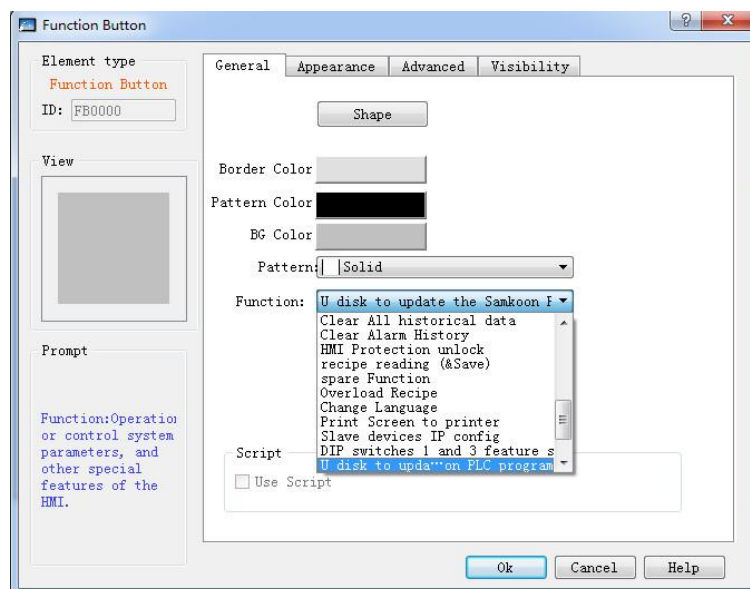 Function Button
Element type
Function Button
ID: FB0000
View
Prompt
Function:Operation
or control system
parameters, and
other special
features of the
HMI.
General
Appearance
Advanced
Visibility
Shape
Border Color
Pattern Color
BG Color
Pattern: Solid
Function: U disk to update the Samkoon
Clear All historical data
Clear Alarm History
HMI Protection unlock
recipe reading (&Save)
spare Function
Overload Recipe
Change Language
Print Screen to printer
Slave devices IP config
DIP switches 1 and 3 feature s
U disk to upda…on PLC program
Script
Use Script
Ok
Cancel
Help